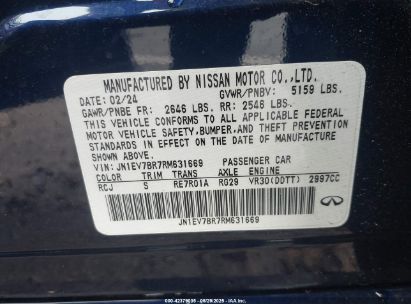 MANUFACTURED BY NISSAN MOTOR CO.,LTD.
DATE: 02/24 GVWR/PNBV: 5159 LBS.
GAWR/PNBE FR: 2646 LBS. RR: 2546 LBS.
THIS VEHICLE CONFORMS TO ALL APPLICABLE FEDERAL
MOTOR VEHICLE SAFETY, BUMPER, AND THEFT PREVENTION
STANDARDS IN EFFECT ON THE DATE OF MANUFACTURE
SHOWN ABOVE.
VIN: JN1EV7BR7RM631669 PASSENGER CAR
COLOR TRIM TRANS AXLE ENGINE
RCJ S RE7R01A RG29 VR30(DDTT) 2997CC
JN1EV7BR7RM631669
INFINITI